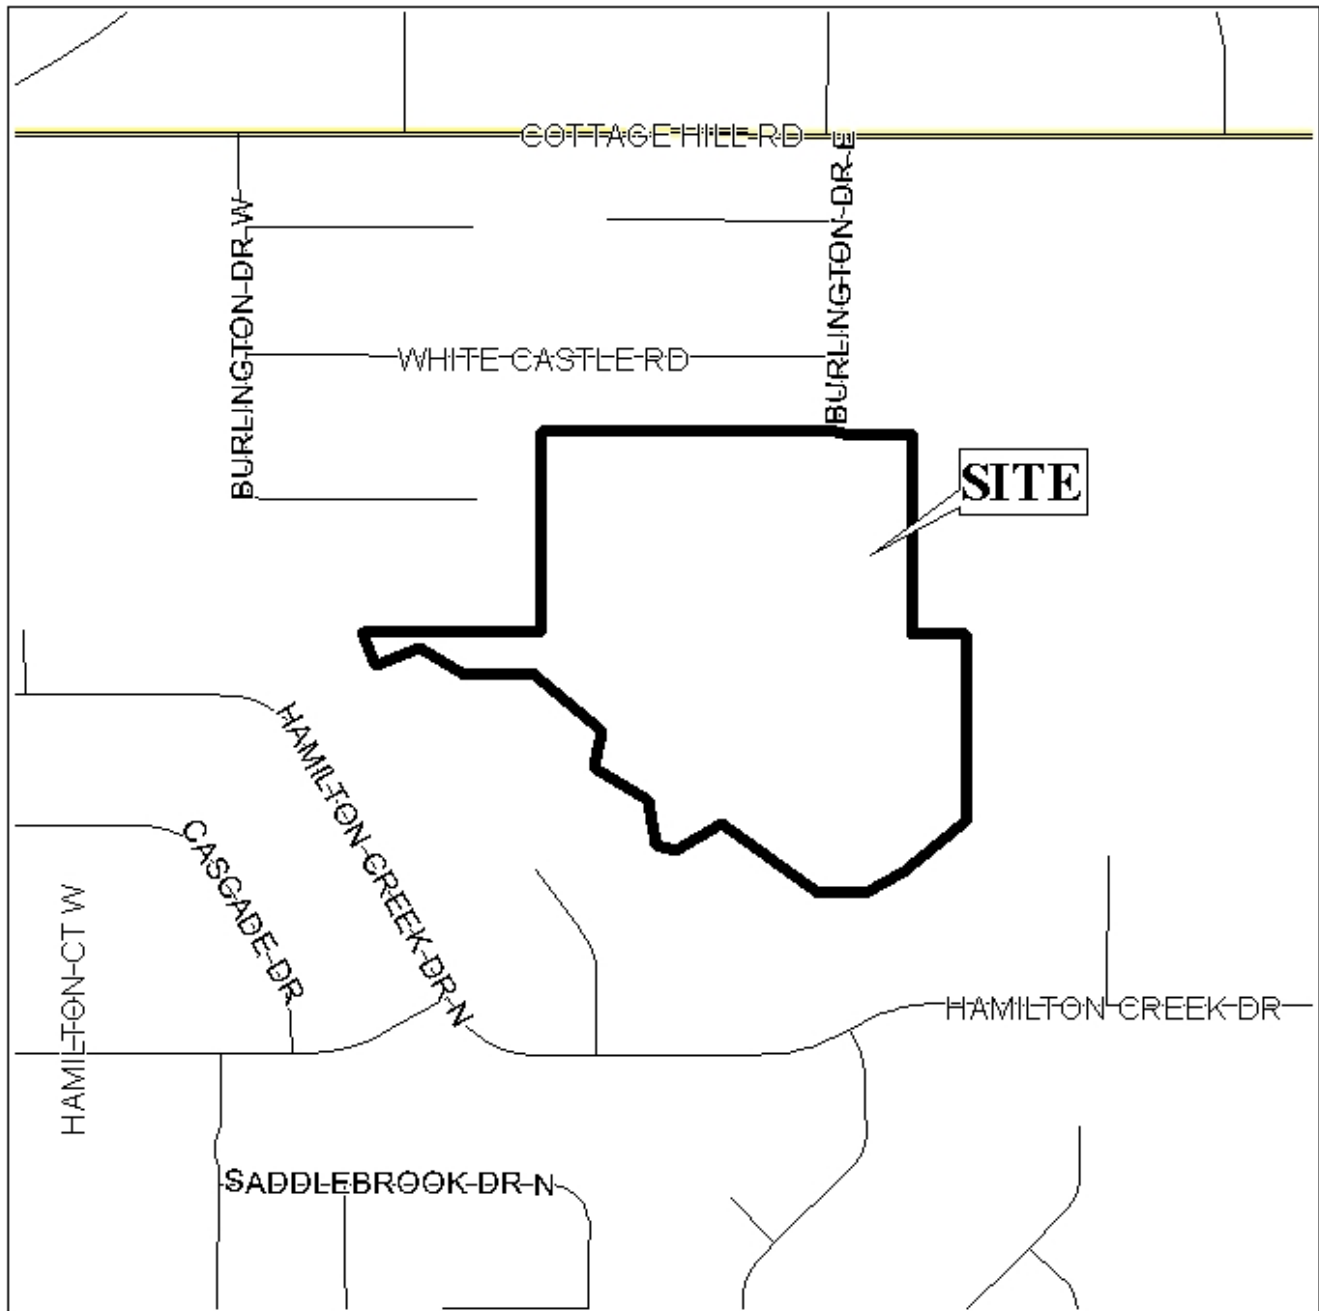 COTTAGE HILL RD
BURLINGTON DR E
BURLINGTON DR W
WHITE CASTLE RD
SITE
HAMILTON CREEK DR N
CASCADE DR
HAMILTON CT W
HAMILTON CREEK DR
SADDLEBROOK DR N